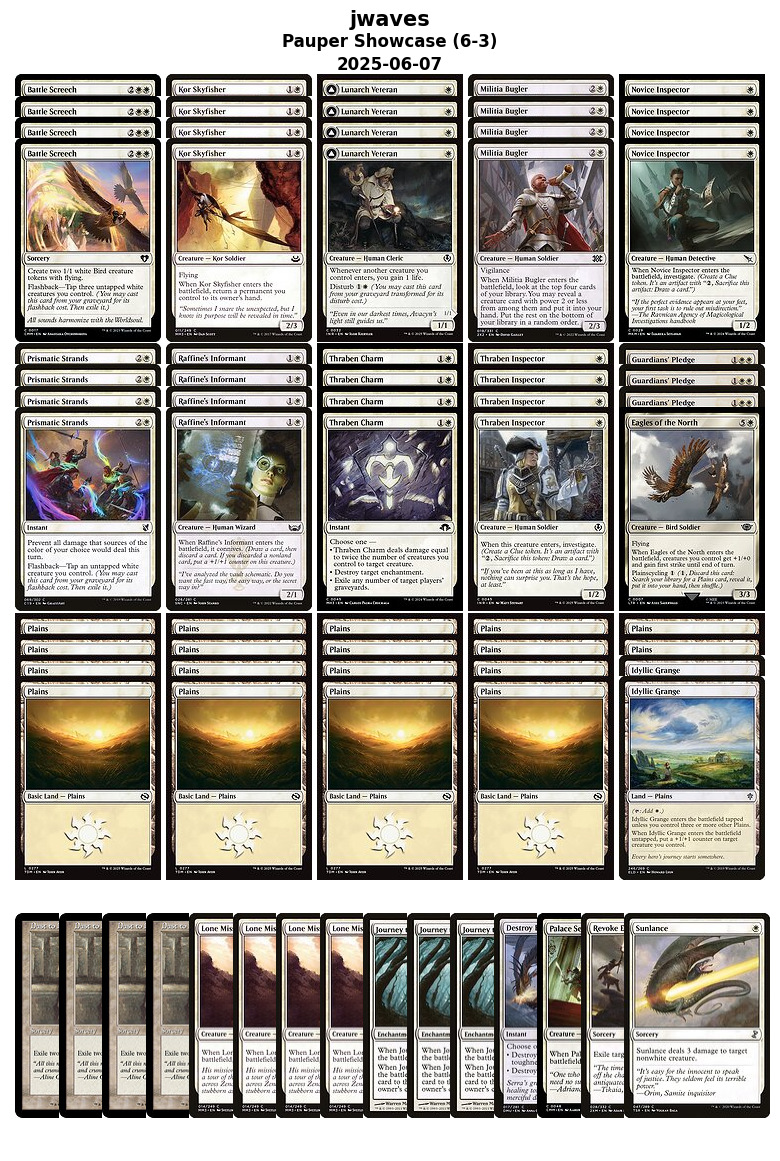 jwaves
Pauper Showcase (6-3)
2025-06-07
Battle Screech
Battle Screech
Battle Screech
Battle Screech
Sorcery
Create two 1/1 white Bird creature
tokens with flying.
Flashback—Tap three untapped
white creatures you control. (You may cast
this card from your graveyard for its
flashback cost. Then exile it.)
All sounds harmonize with the Worldsoul.
Kor Skyfisher
Kor Skyfisher
Kor Skyfisher
Kor Skyfisher
Creature — Kor Soldier
Flying
When Kor Skyfisher enters the
battlefield, return a permanent you
control to its owner's hand.
"Sometimes I snare the unexpected, but I
know its purpose will be revealed in time."
2/3
Lunarch Veteran
Lunarch Veteran
Lunarch Veteran
Lunarch Veteran
Creature — Human Cleric
Whenever another creature you
control enters, you gain 1 life.
Disturb (You may cast this card
from your graveyard transformed for its
disturb cost.)
"Even in our darkest times, Avacyn's
light still guides us."
1/1
Militia Bugler
Militia Bugler
Militia Bugler
Militia Bugler
Creature — Human Soldier
Vigilance
When Militia Bugler enters the
battlefield, look at the top four cards
of your library. You may reveal a
creature card with power 2 or less
from among them and put it into your
hand. Put the rest on the bottom of
your library in a random order.
2/3
Novice Inspector
Novice Inspector
Novice Inspector
Novice Inspector
Creature — Human Detective
When Novice Inspector enters the
battlefield, investigate. (Create a Clue
token. It's an artifact with "2, Sacrifice this
artifact: Draw a card.")
"If the perfect evidence appears at your feet,
your first task is to rule out misdirection."
—The Ravnican Agency of Magicological
Investigations handbook
1/2
Prismatic Strands
Prismatic Strands
Prismatic Strands
Prismatic Strands
Instant
Prevent all damage that sources of the
color of your choice would deal this
turn.
Flashback—Tap an untapped white
creature you control. (You may cast this
card from your graveyard for its
flashback cost. Then exile it.)
Raffine's Informant
Raffine's Informant
Raffine's Informant
Raffine's Informant
Creature — Human Wizard
When Raffine's Informant enters the
battlefield, it connives. (Draw a card, then
discard a card. If you discarded a nonland
card, put a +1/+1 counter on this creature.)
"I've analyzed the vault's schematic. Do you
want the fast way, the easy way, or the secret
way in?"
2/1
Thraben Charm
Thraben Charm
Thraben Charm
Thraben Charm
Instant
Choose one —
• Thraben Charm deals damage equal
to twice the number of creatures you
control to target creature.
• Destroy target enchantment.
• Exile any number of target players'
graveyards.
Thraben Inspector
Thraben Inspector
Thraben Inspector
Thraben Inspector
Creature — Human Soldier
When this creature enters, investigate.
(Create a Clue token. It's an artifact with
"2, Sacrifice this token: Draw a card.")
"If you've been at this as long as I have,
nothing can surprise you. That's the hope,
at least."
1/2
Guardians' Pledge
Guardians' Pledge
Guardians' Pledge
Eagles of the North
Creature — Bird Soldier
Flying
When Eagles of the North enters the
battlefield, creatures you control get +1/+0
and gain first strike until end of turn.
Plainscycling 1 (1, Discard this card:
Search your library for a Plains card, reveal it,
put it into your hand, then shuffle.)
3/3
Plains
Plains
Plains
Plains
Basic Land — Plains
Plains
Plains
Plains
Plains
Basic Land — Plains
Plains
Plains
Plains
Plains
Basic Land — Plains
Plains
Plains
Plains
Plains
Basic Land — Plains
Plains
Plains
Idyllic Grange
Idyllic Grange
Land — Plains
Idyllic Grange enters the battlefield tapped
unless you control three or more other Plains.
When Idyllic Grange enters the battlefield
untapped, put a +1/+1 counter on target
creature you control.
Every hero's journey starts somewhere.
Dust to
Dust to
Dust to
Dust to
Lone Mis
Lone Mis
Lone Mis
Lone Mis
Journey t
Journey t
Journey t
Destroy E
Palace Se
Revoke E
Sunlance
Sorcery
Sunlance deals 3 damage to target
nonwhite creature.
"It's easy for the innocent to speak
of justice. They seldom feel its terrible
power."
—Orim, Samite inquisitor